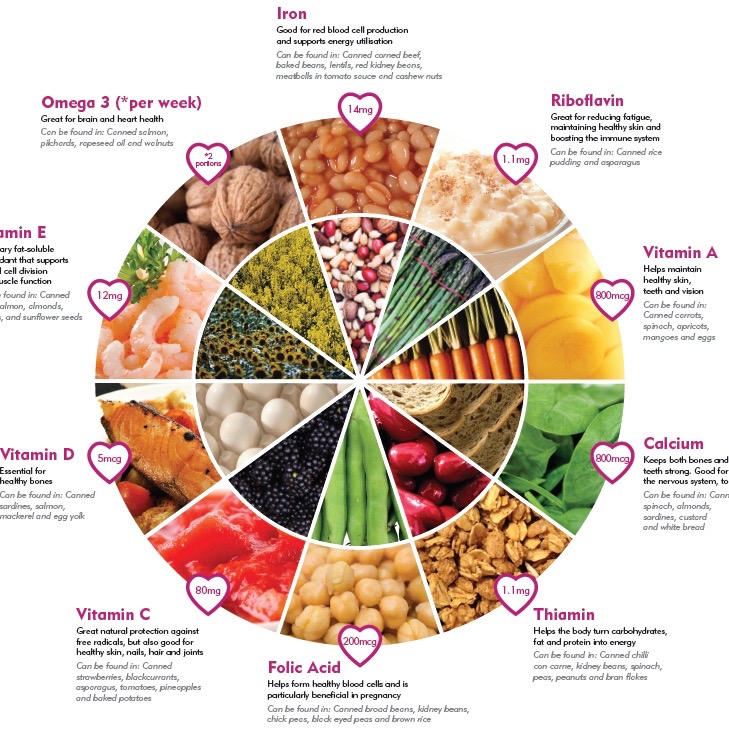 Iron
Good for red blood cell production
and supports energy utilisation
Can be found in: Canned corned beef,
baked beans, lentils, red kidney beans,
meatballs in tomato sauce and cashew nuts
14mg
Riboflavin
Great for reducing fatigue,
maintaining healthy skin and
boosting the immune system
Can be found in: Canned rice
pudding and asparagus
1.1mg
Vitamin A
Helps maintain
healthy skin,
teeth and vision
Can be found in:
Canned carrots,
spinach, apricots,
mangoes and eggs
800mcg
Calcium
Keeps both bones and
teeth strong. Good for
the nervous system, to
Can be found in: Cann
spinach, almonds,
sardines, custard
and white bread
800mcg
Thiamin
Helps the body turn carbohydrates,
fat and protein into energy
Can be found in: Canned chilli
con carne, kidney beans, spinach,
peas, peanuts and bran flakes
1.1mg
Folic Acid
Helps form healthy blood cells and is
particularly beneficial in pregnancy
Can be found in: Canned broad beans, kidney beans,
chick peas, black eyed peas and brown rice
200mcg
Vitamin C
Great natural protection against
free radicals, but also good for
healthy skin, nails, hair and joints
Can be found in: Canned
strawberries, blackcurrants,
asparagus, tomatoes, pineapples
and baked potatoes
80mg
Vitamin D
Essential for
healthy bones
Can be found in: Canned
sardines, salmon,
mackerel and egg yolk
5mcg
amin E
ary fat-soluble
dant that supports
cell division
uscle function
found in: Canned
almon, almonds,
s, and sunflower seeds
12mg
Omega 3 (*per week)
Great for brain and heart health
Can be found in: Canned salmon,
pilchards, rapeseed oil and walnuts
*2
portions